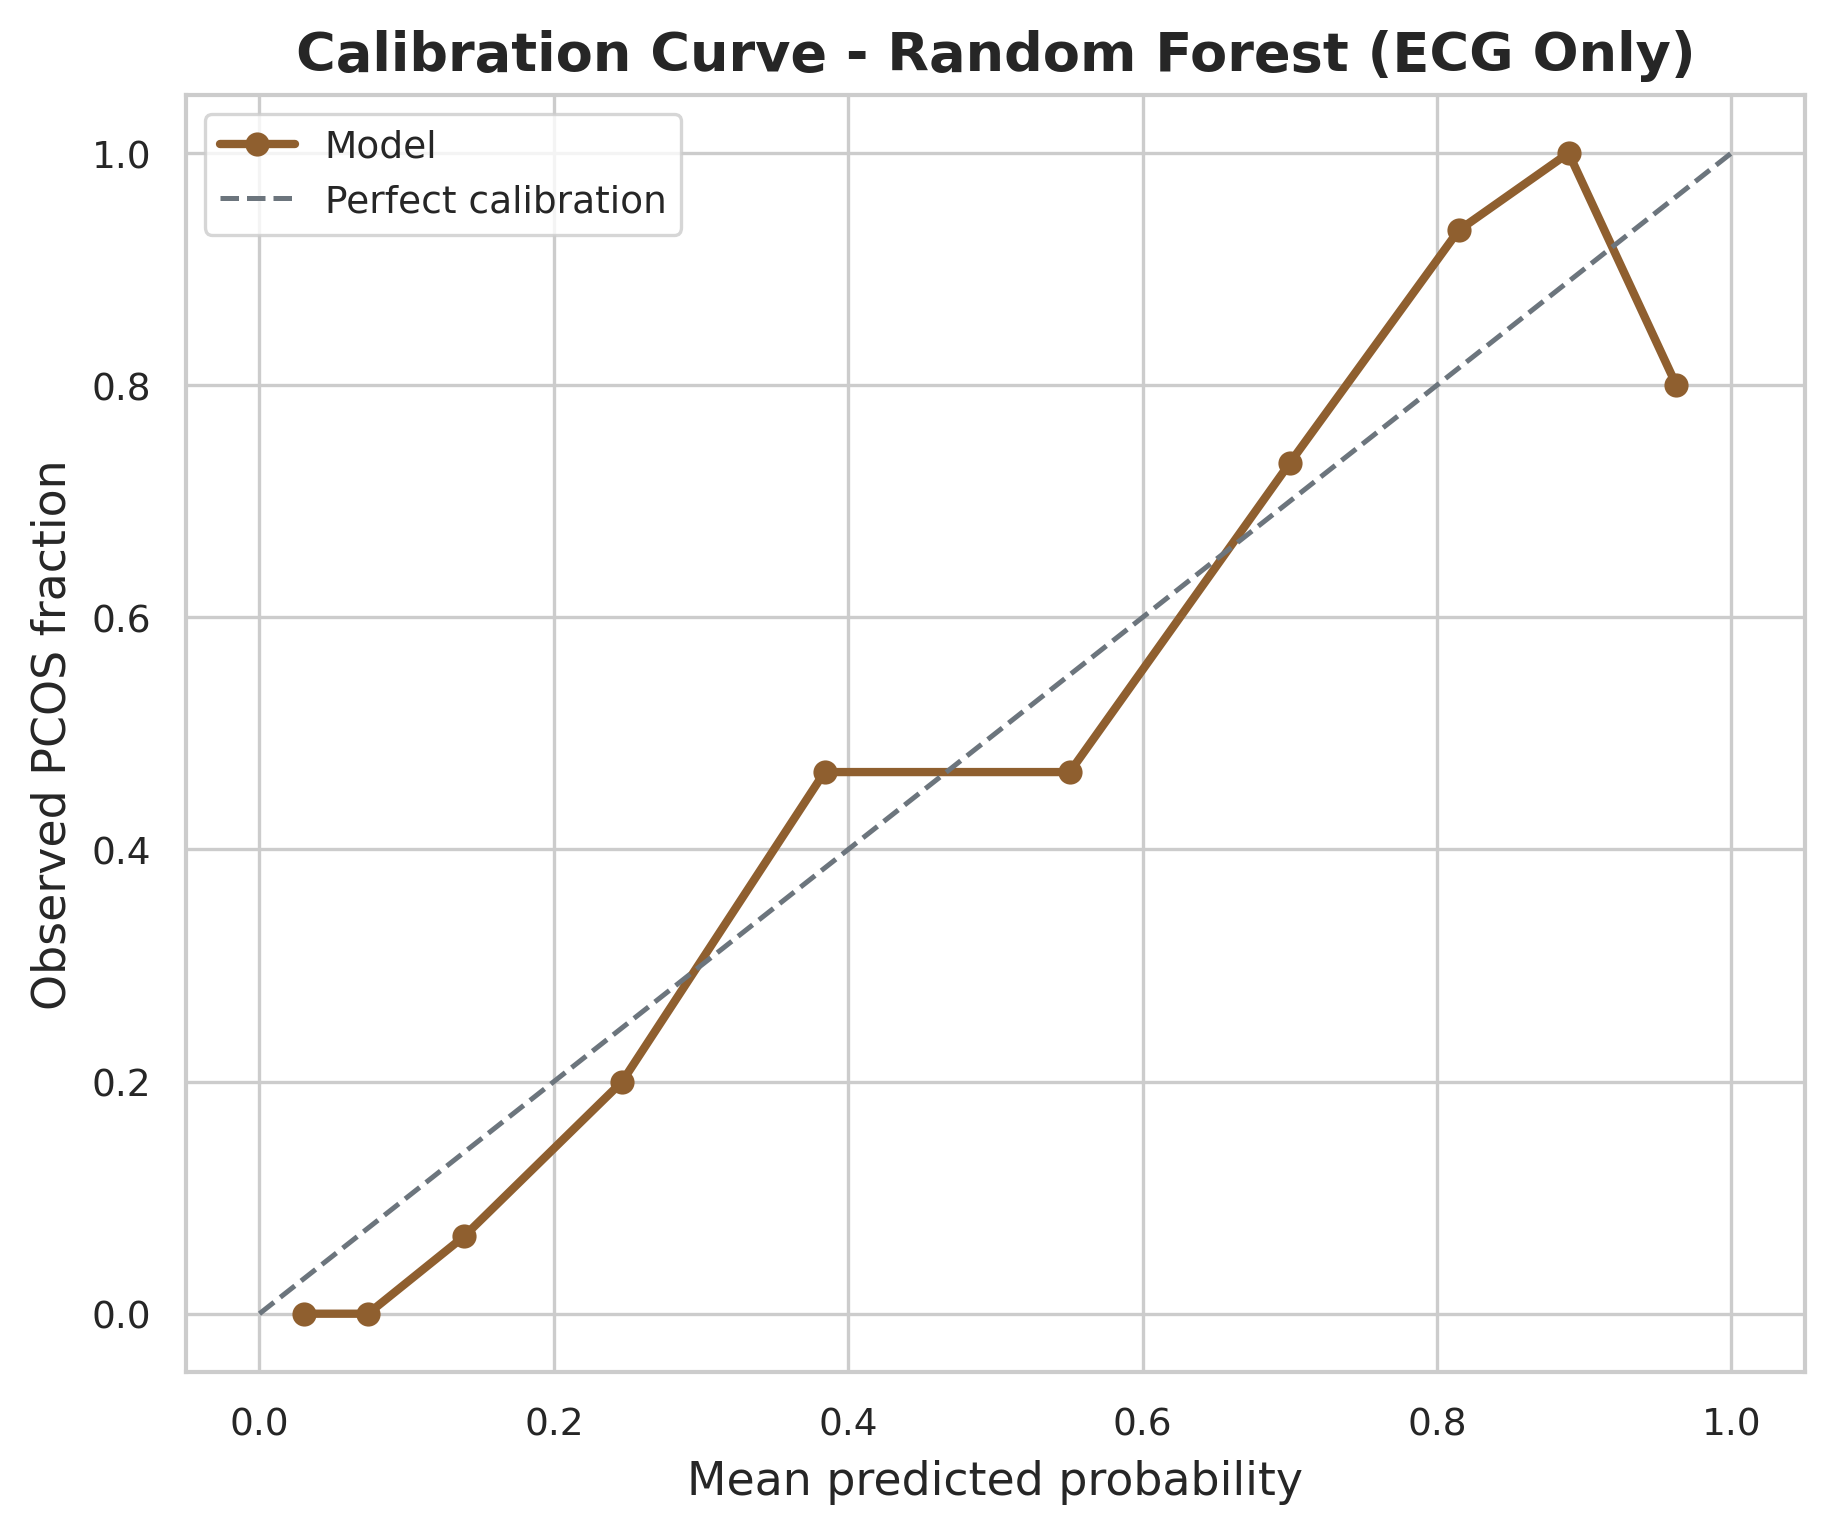 Calibration Curve - Random Forest (ECG Only)
Model
Perfect calibration
Observed PCOS fraction
1.0
0.8
0.6
0.4
0.2
0.0
0.0 0.2 0.4 0.6 0.8 1.0
Mean predicted probability